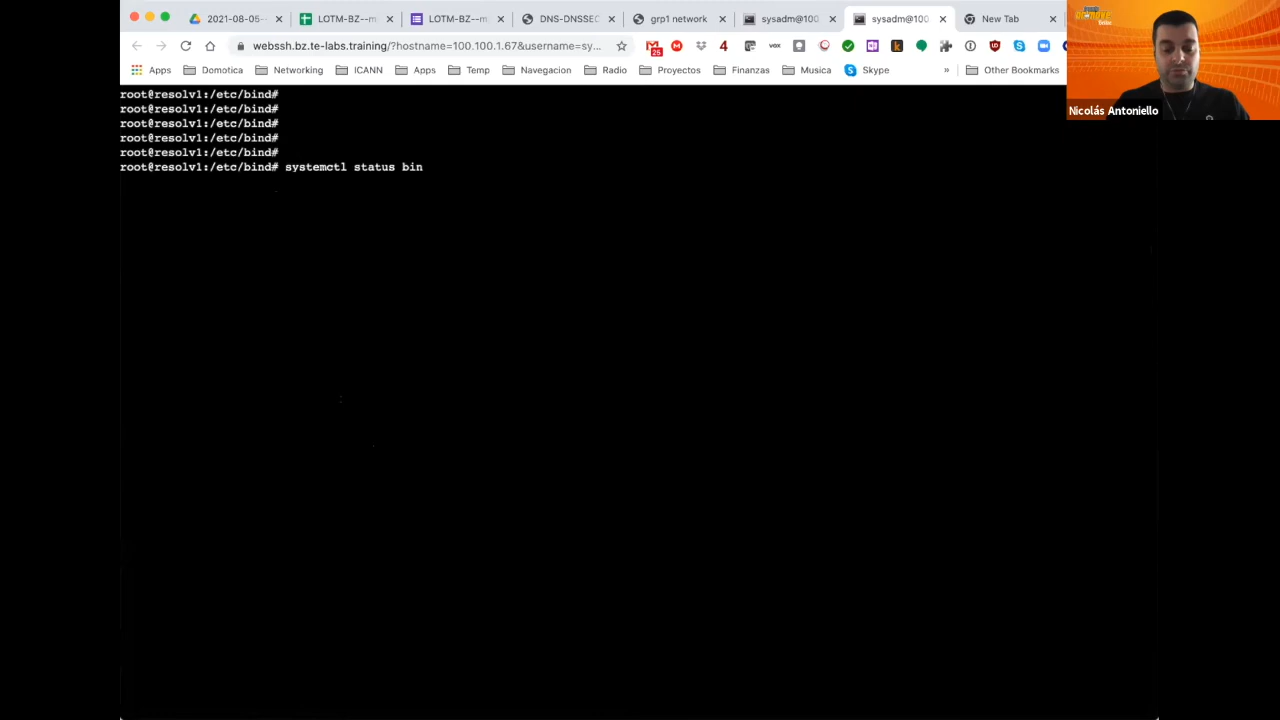 2021-08-05-
LOTM-BZ--m
LOTM-BZ--m
DNS-DNSSEC
grp1 network
sysadm@100
sysadm@100
New Tab
webssh.bz.te-labs.training/?hostname=100.100.1.67&username=sy...
25
vox
4
Apps
Domotica
Networking
ICANN
Apps
Temp
Navegacion
Radio
Proyectos
Finanzas
Musica
Skype
»
Other Bookmarks
Nicolás Antoniello
root@resolv1:/etc/bind#
root@resolv1:/etc/bind#
root@resolv1:/etc/bind#
root@resolv1:/etc/bind#
root@resolv1:/etc/bind#
root@resolv1:/etc/bind# systemctl status bin